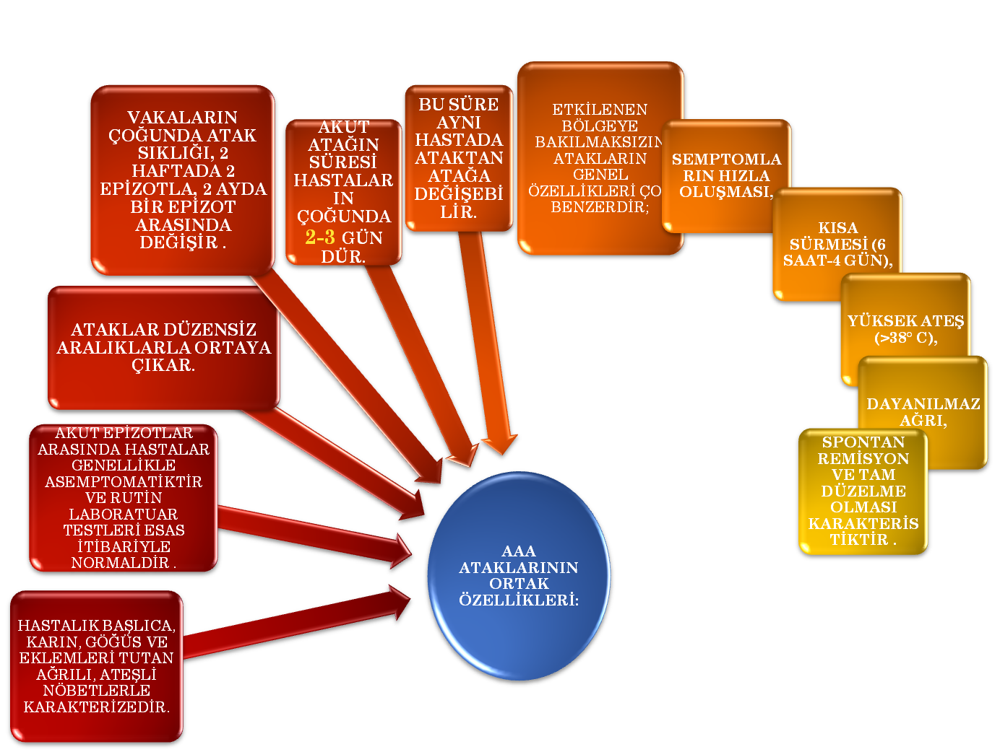 VAKALARIN
ÇOĞUNDA ATAK
SIKLIĞI, 2
HAFTADA 2
EPİZOTLA, 2 AYDA
BİR EPİZOT
ARASINDA
DEĞİŞİR .
AKUT
ATAĞIN
SÜRESİ
HASTALAR
IN
ÇOĞUNDA
2-3 GÜN
DÜR.
BU SÜRE
AYNI
HASTADA
ATAKTAN
ATAĞA
DEĞİŞEBİ
LİR.
ETKİLENEN
BÖLGEYE
BAKILMAKSIZIN
ATAKLARIN
GENEL
ÖZELLİKLERİ ÇO
BENZERDİR;
SEMPTOMLA
RIN HIZLA
OLUŞMASI,
KISA
SÜRMESİ (6
SAAT-4 GÜN),
YÜKSEK ATEŞ
(>38° C),
DAYANILMAZ
AĞRI,
SPONTAN
REMİSYON
VE TAM
DÜZELME
OLMASI
KARAKTERİS
TİKTİR .
ATAKLAR DÜZENSİZ
ARALIKLARLA ORTAYA
ÇIKAR.
AKUT EPİZOTLAR
ARASINDA HASTALAR
GENELLİKLE
ASEMPTOMATİKTİR
VE RUTİN
LABORATUAR
TESTLERİ ESAS
İTİBARİYLE
NORMALDİR .
HASTALIK BAŞLICA,
KARIN, GÖĞÜS VE
EKLEMLERİ TUTAN
AĞRILI, ATEŞLİ
NÖBETLERLE
KARAKTERİZEDİR.
AAA
ATAKLARININ
ORTAK
ÖZELLİKLERİ: